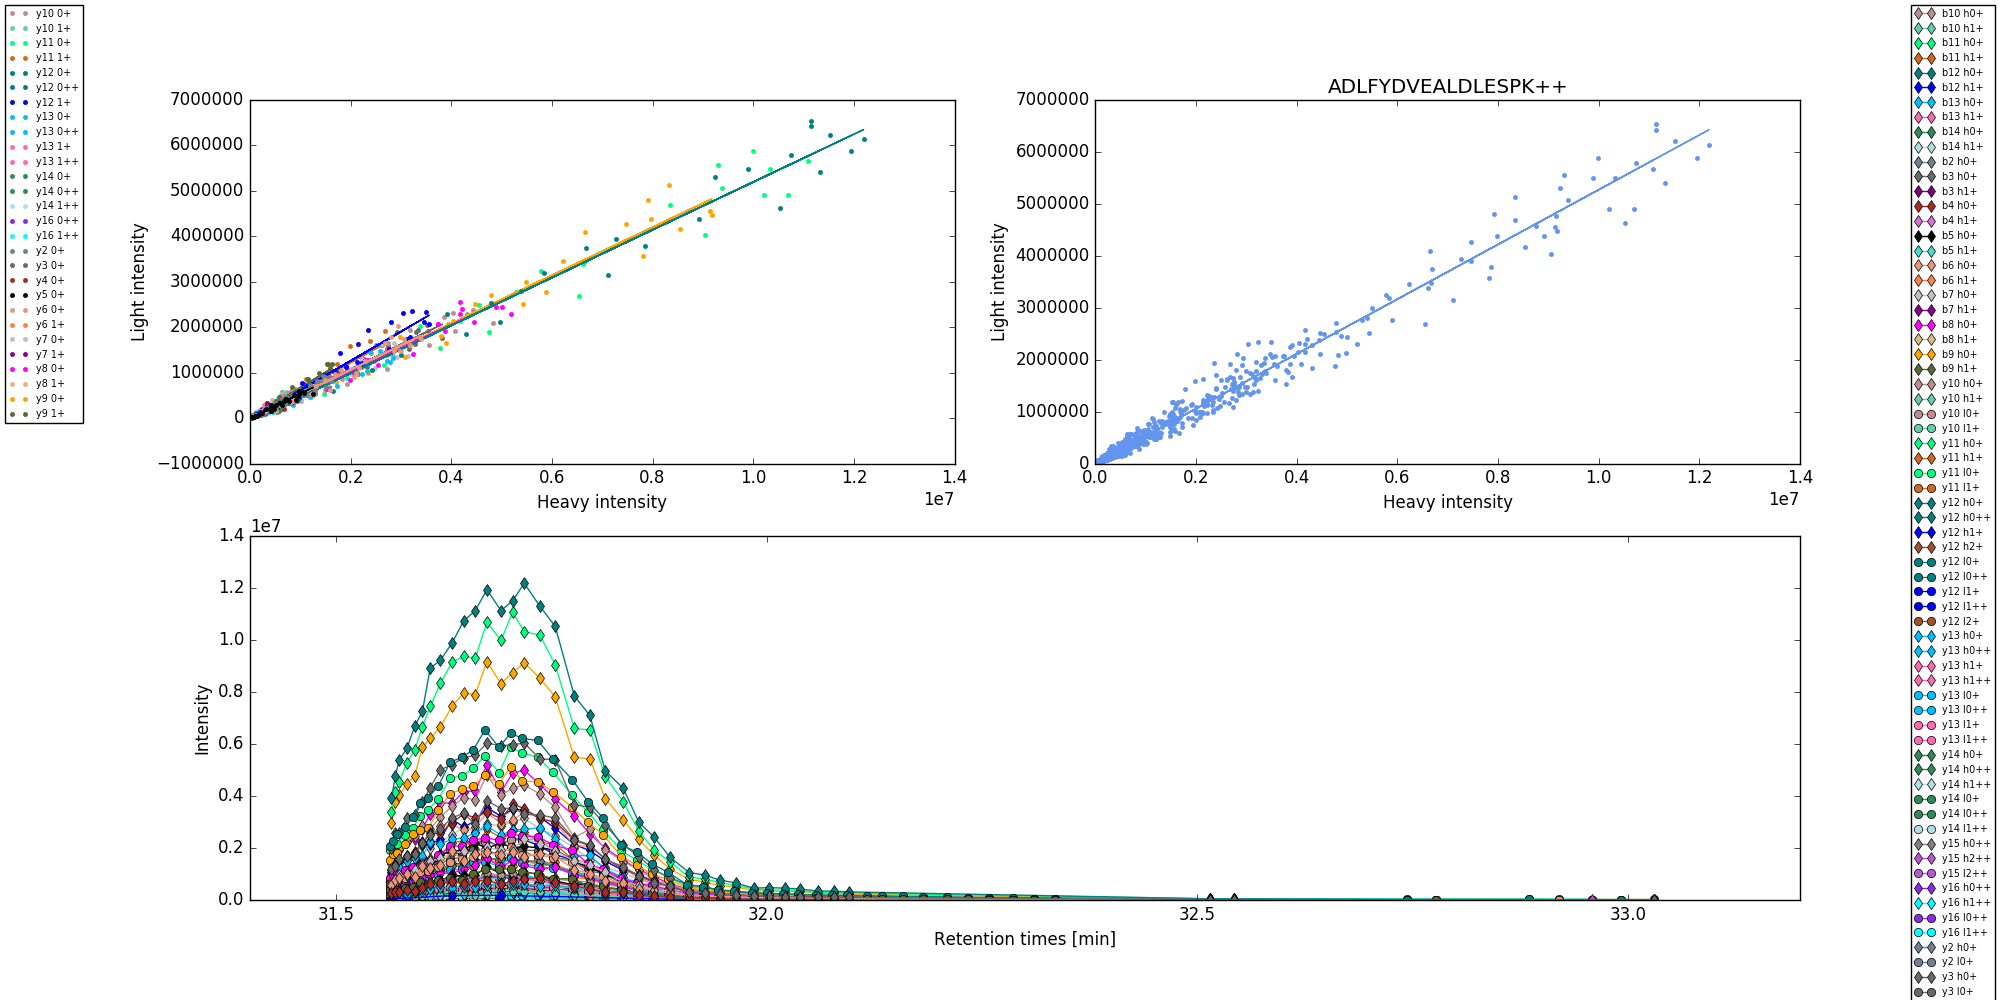 y10 0+
y10 1+
y11 0+
y11 1+
y12 0+
y12 0++
y12 1+
y13 0+
y13 0++
y13 1+
y13 1++
y14 0+
y14 0++
y14 1++
y16 0++
y16 1++
y2 0+
y3 0+
y4 0+
y5 0+
y6 0+
y6 1+
y7 0+
y7 1+
y8 0+
y8 1+
y9 0+
y9 1+
7000000
6000000
5000000
4000000
3000000
2000000
1000000
0
−1000000
Light intensity
0.0 0.2 0.4 0.6 0.8 1.0 1.2 1.4
1e7
Heavy intensity
ADLFYDVEALDLESPK++
7000000
6000000
5000000
4000000
3000000
2000000
1000000
0
Light intensity
0.0 0.2 0.4 0.6 0.8 1.0 1.2 1.4
1e7
Heavy intensity
1e7
1.4
1.2
1.0
0.8
0.6
0.4
0.2
0.0
Intensity
31.5 32.0 32.5 33.0
Retention times [min]
b10 h0+
b10 h1+
b11 h0+
b11 h1+
b12 h0+
b12 h1+
b13 h0+
b13 h1+
b14 h0+
b14 h1+
b2 h0+
b3 h0+
b3 h1+
b4 h0+
b4 h1+
b5 h0+
b5 h1+
b6 h0+
b6 h1+
b7 h0+
b7 h1+
b8 h0+
b8 h1+
b9 h0+
b9 h1+
y10 h0+
y10 h1+
y10 l0+
y10 l1+
y11 h0+
y11 h1+
y11 l0+
y11 l1+
y12 h0+
y12 h0++
y12 h1+
y12 h2+
y12 l0+
y12 l0++
y12 l1+
y12 l1++
y12 l2+
y13 h0+
y13 h0++
y13 h1+
y13 h1++
y13 l0+
y13 l0++
y13 l1+
y13 l1++
y14 h0+
y14 h0++
y14 h1++
y14 l0+
y14 l0++
y14 l1++
y15 h0++
y15 h2++
y15 l2++
y16 h0++
y16 h1++
y16 l0++
y16 l1++
y2 h0+
y2 l0+
y3 h0+
y3 l0+